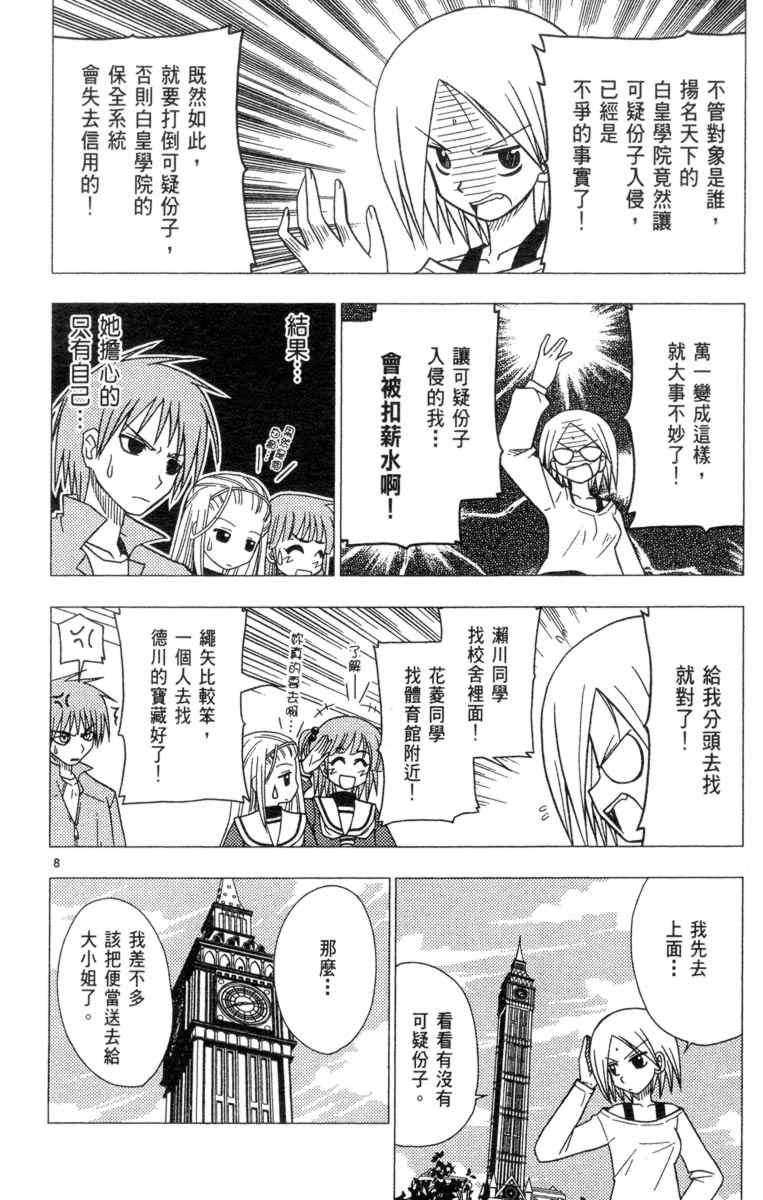 不管對象是誰，
揚名天下的
白皇學院竟然讓
可疑份子入侵，
已經是
不爭的事實了！
既然如此，
就要打倒可疑份子，
否則白皇學院的
保全系統
會失去信用的！
萬一變成這樣，
就大事不妙了！
讓可疑份子
入侵的我…
會被扣薪水啊！
結果…
她擔心的
只有自己…
給我分頭去找
就對了！
瀨川同學
找校舍裡面！
花菱同學
找體育館附近！
了解—
妳真的要去啊…
繩矢比較笨，
一個人去找
德川的寶藏好了！
8
我先去
上面…
看看有沒有
可疑份子。
那麼…
我差不多
該把便當送去給
大小姐了。